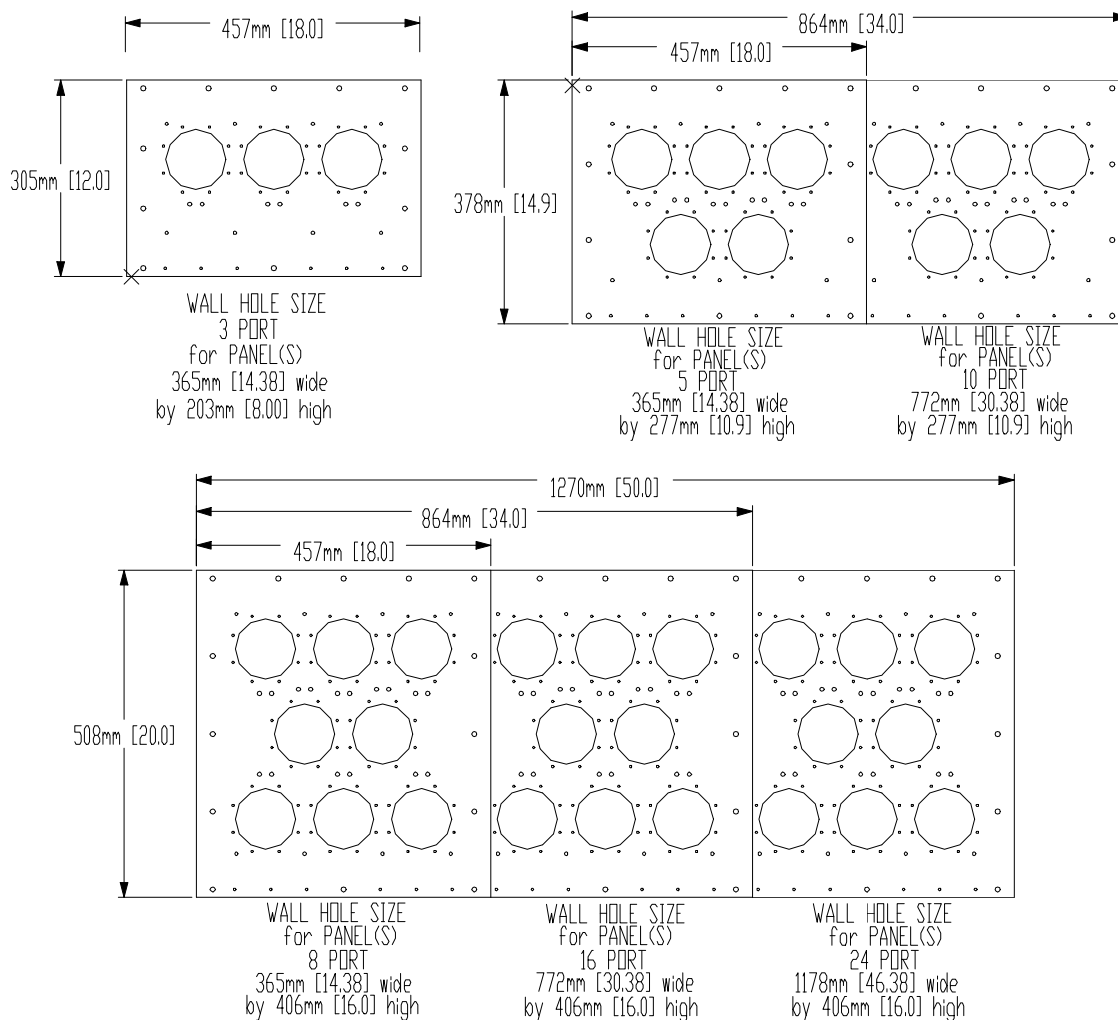 457mm [18.0]
305mm [12.0]
WALL HOLE SIZE
3 PORT
for PANEL(S)
365mm [14.38] wide
by 203mm [8.00] high
864mm [34.0]
457mm [18.0]
378mm [14.9]
WALL HOLE SIZE
for PANEL(S)
5 PORT
365mm [14.38] wide
by 277mm [10.9] high
WALL HOLE SIZE
for PANEL(S)
10 PORT
772mm [30.38] wide
by 277mm [10.9] high
1270mm [50.0]
864mm [34.0]
457mm [18.0]
508mm [20.0]
WALL HOLE SIZE
for PANEL(S)
8 PORT
365mm [14.38] wide
by 406mm [16.0] high
WALL HOLE SIZE
for PANEL(S)
16 PORT
772mm [30.38] wide
by 406mm [16.0] high
WALL HOLE SIZE
for PANEL(S)
24 PORT
1178mm [46.38] wide
by 406mm [16.0] high